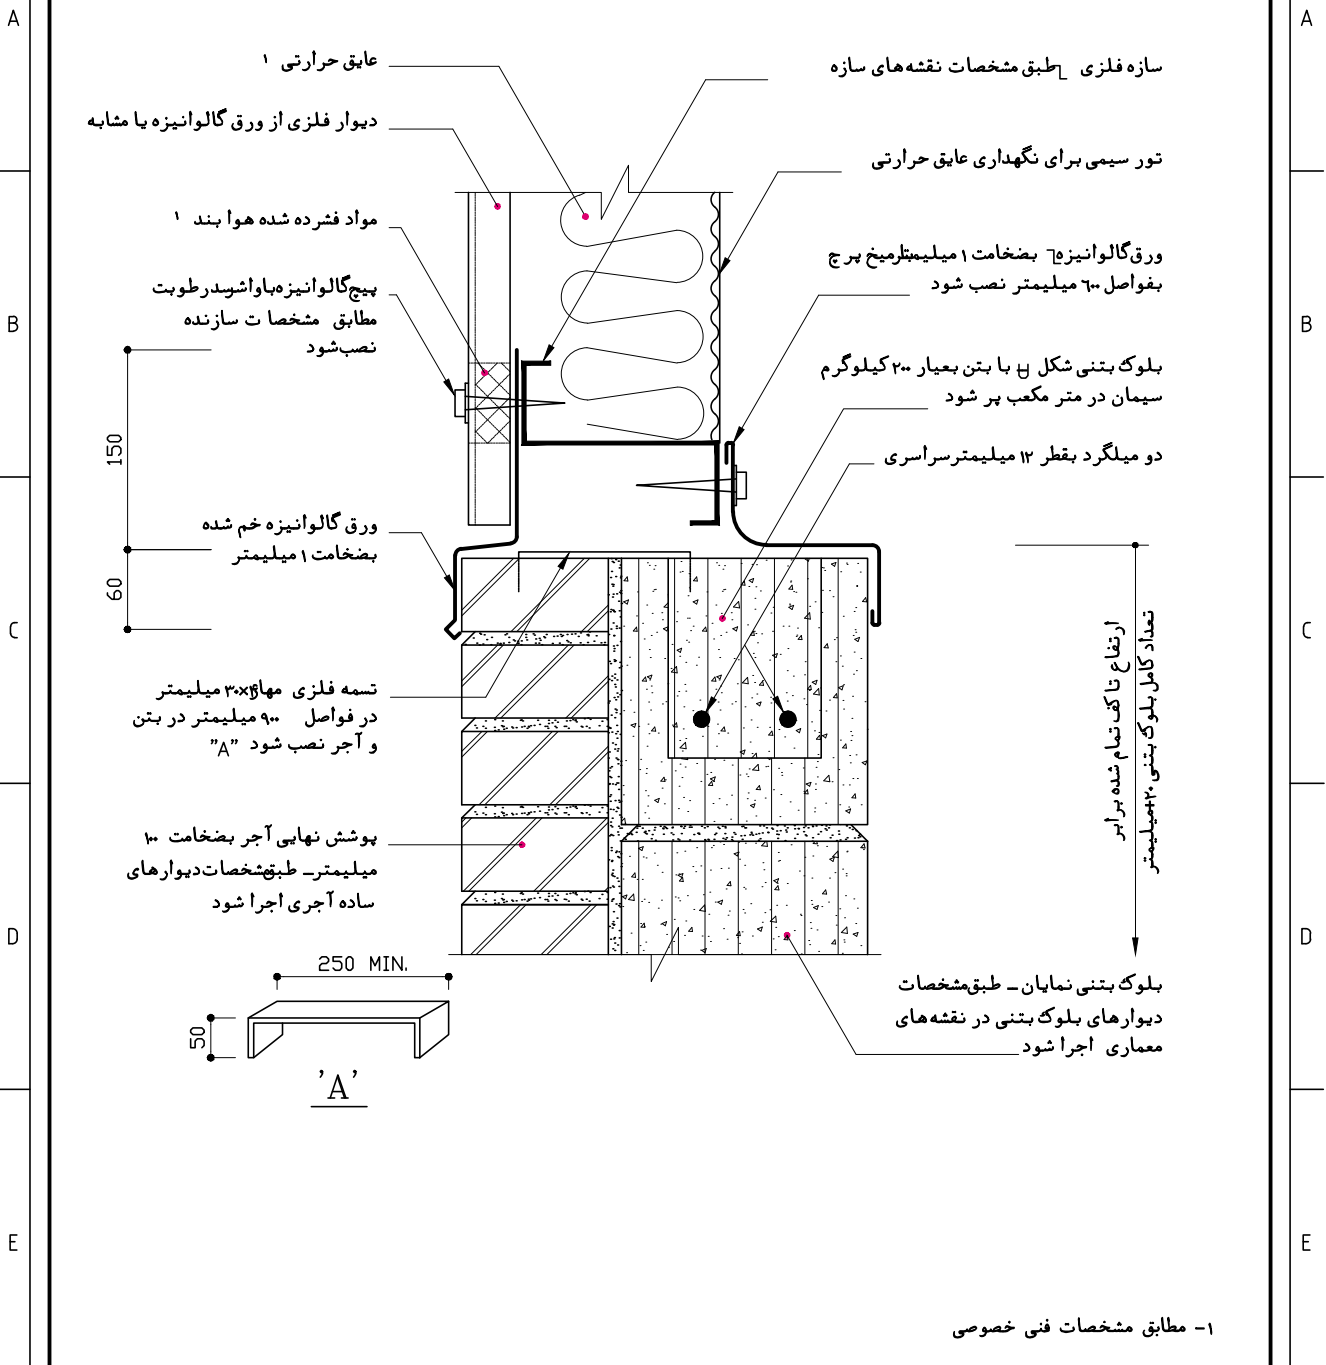 A
A
B
B
C
C
D
D
E
E
عایق حرارتی ۱
دیوار فلزی از ورق گالوانیزه یا مشابه
مواد فشرده شده هوا بند ۱
پیچ گالوانیزه با واشر سد رطوبت
مطابق مشخصات سازنده
نصب شود
150
60
ورق گالوانیزه خم شده
بضخامت ۱ میلیمتر
تسمه فلزی مهار ۳۰× میلیمتر
در فواصل ۹۰۰ میلیمتر در بتن
و آجر نصب شود "A"
پوشش نهایی آجر بضخامت ۱۰۰
میلیمتر – طبق مشخصات دیوارهای
ساده آجری اجرا شود
250 MIN.
50
'A'
سازه فلزی طبق مشخصات نقشه‌های سازه
تور سیمی برای نگهداری عایق حرارتی
ورق گالوانیزه بضخامت ۱ میلیمتر با میخ پرچ
بفواصل ۶۰۰ میلیمتر نصب شود
بلوک بتنی شکل U با بتن بعیار ۲۰۰ کیلوگرم
سیمان در متر مکعب پر شود
دو میلگرد بقطر ۱۲ میلیمتر سراسری
ارتفاع تا کف تمام شده برابر
تعداد کامل بلوک بتنی میلیمتر
بلوک بتنی نمایان – طبق مشخصات
دیوارهای بلوک بتنی در نقشه‌های
معماری اجرا شود
۱- مطابق مشخصات فنی خصوصی